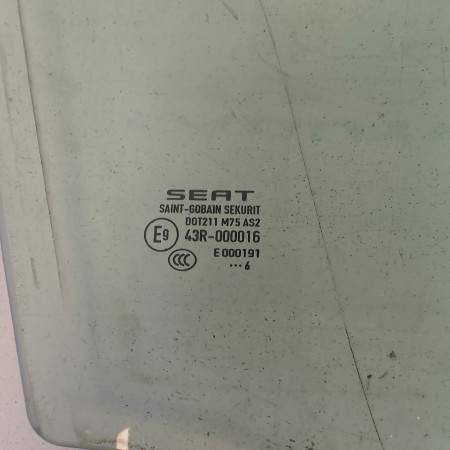 SEAT
SAINT-GOBAIN SEKURIT
DOT211 M75 AS2
E9 43R-000016
CCC E 000191
...6